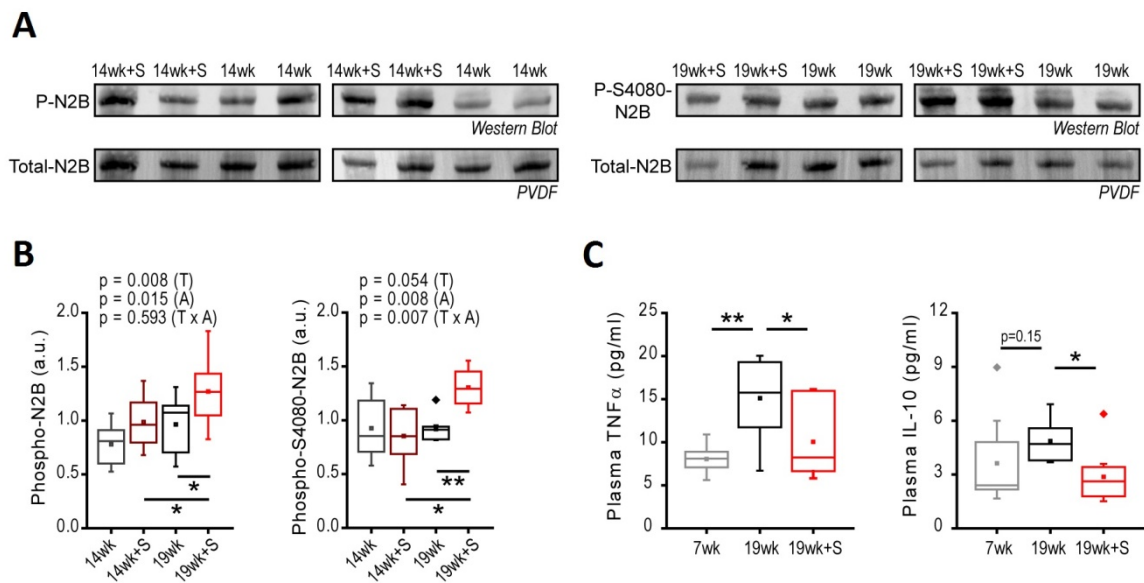 A
14wk+S 14wk+S 14wk 14wk 14wk+S 14wk+S 14wk 14wk
P-N2B
Western Blot
Total-N2B
PVDF
19wk+S 19wk+S 19wk 19wk 19wk+S 19wk+S 19wk 19wk
P-S4080-
N2B
Western Blot
Total-N2B
PVDF
B
p = 0.008 (T)
p = 0.015 (A)
p = 0.593 (T x A)
Phospho-N2B (a.u.)
2.0
1.5
1.0
0.5
0.0
*
*
14wk
14wk+S
19wk
19wk+S
p = 0.054 (T)
p = 0.008 (A)
p = 0.007 (T x A)
Phospho-S4080-N2B (a.u.)
2.0
1.5
1.0
0.5
0.0
**
*
14wk
14wk+S
19wk
19wk+S
C
Plasma TNFα (pg/ml)
25
20
15
10
5
0
** *
7wk 19wk 19wk+S
Plasma IL-10 (pg/ml)
12
9
6
3
0
p=0.15
*
7wk 19wk 19wk+S